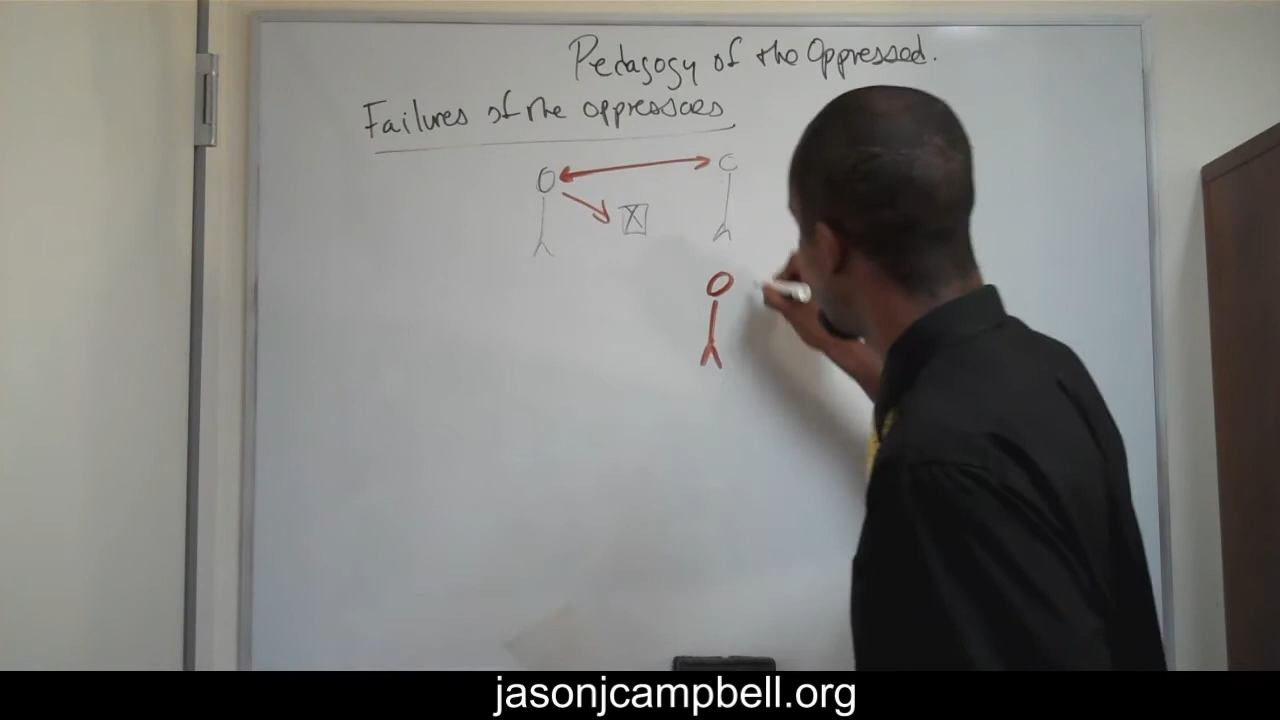 Pedagogy of the Oppressed.
Failures of the oppressors
X
jasonjcampbell.org